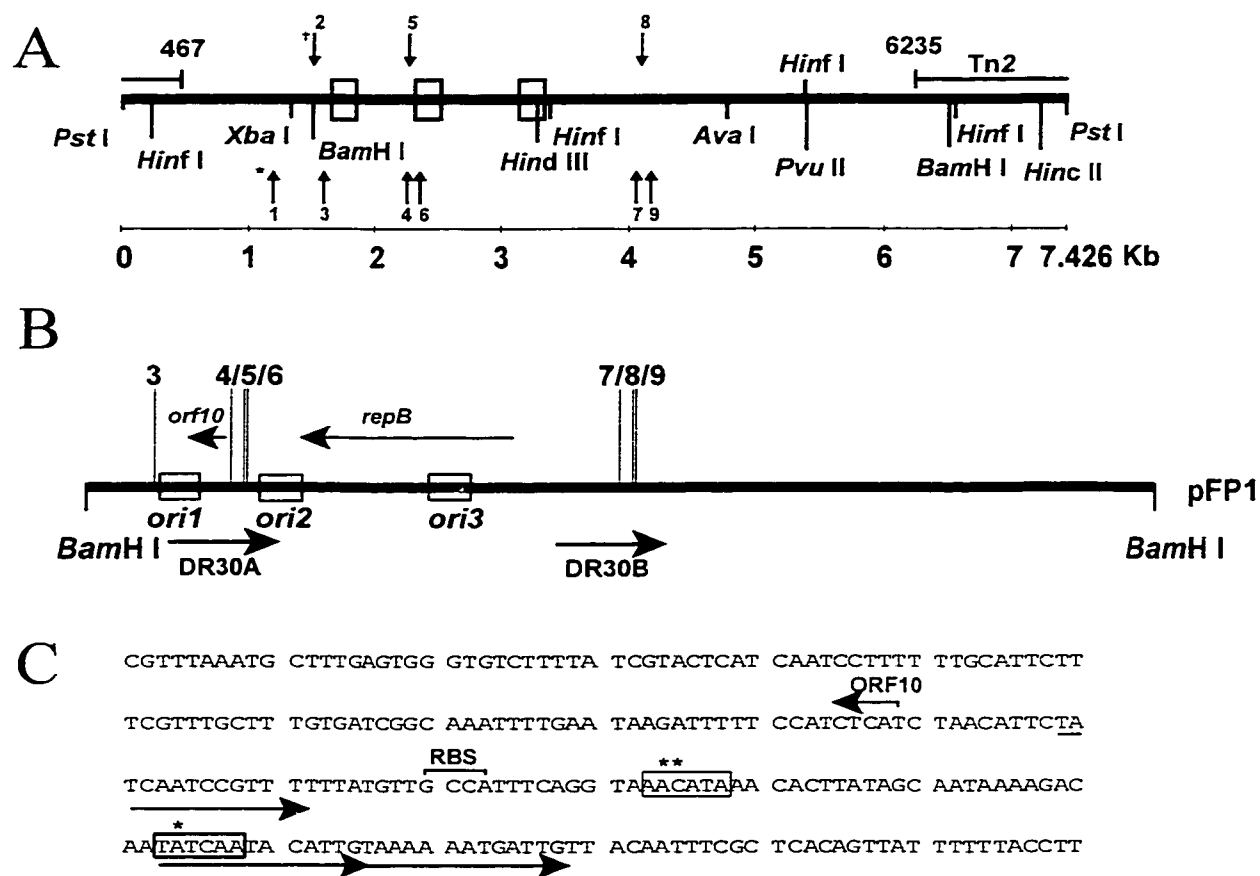 A
467
† 2
5
8
6235
Hinf I
Tn2
Pst I
Hinf I
Xba I
BamH I
Hind III
Hinf I
Ava I
Pvu II
BamH I
Hinf I
Hinc II
Pst I
* 1
3
4 6
7 9
0 1 2 3 4 5 6 7 7.426 Kb
B
3 4/5/6 7/8/9
orf10 repB
pFP1
ori1 ori2 ori3
BamH I BamH I
DR30A DR30B
C
CGTTTAAATG CTTTGAGTGG GTGTCTTTTA TCGTACTCAT CAATCCTTTT TTGCATTCTT
ORF10
TCGTTTGCTT TGTGATCGGC AAATTTTGAA TAAGATTTTT CCATCTCATC TAACATTCTA
RBS **
TCAATCCGTT TTTTATGTTG GCCATTTCAGG TAAACATAAA CACTTATAGC AATAAAAGAC
*
AATATCAATA CATTGTAAAA AATGATTGTT ACAATTTCGC TCACAGTTAT TTTTTACCTT